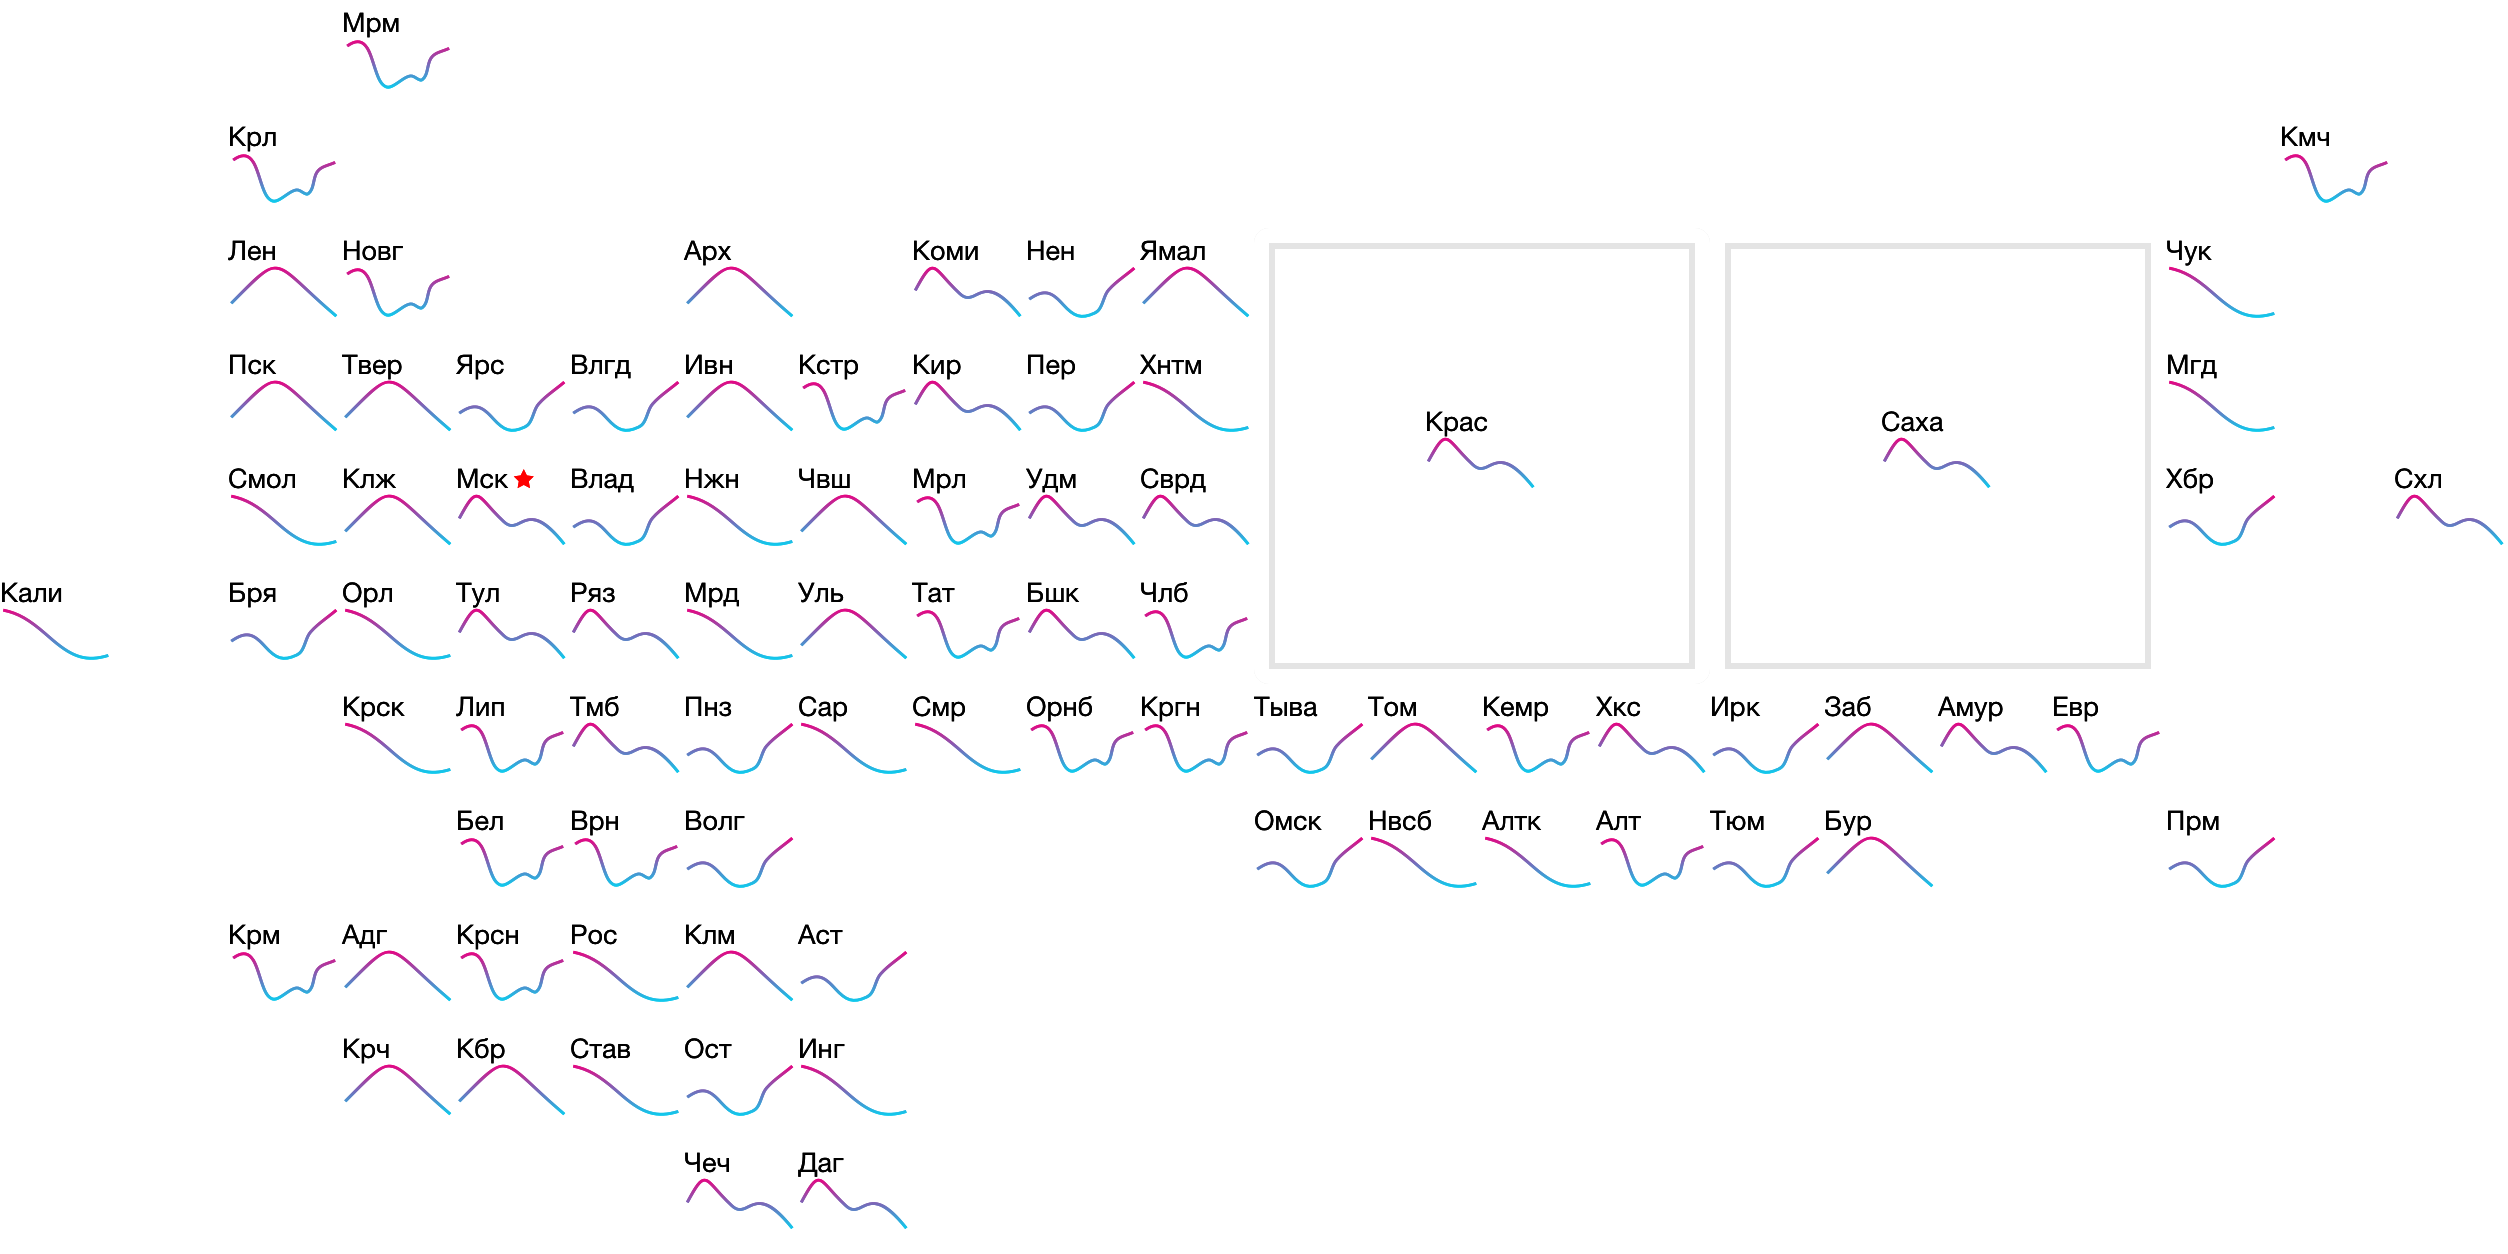 Мрм
Крл Кмч
Лен Новг Арх Коми Нен Ямал Чук
Пск Твер Ярс Влгд Ивн Кстр Кир Пер Хнтм Мгд
Крас Саха
Смол Клж Мск Влад Нжн Чвш Мрл Удм Сврд Хбр Схл
Кали Бря Орл Тул Ряз Мрд Уль Тат Бшк Члб
Крск Лип Тмб Пнз Сар Смр Орнб Кргн Тыва Том Кемр Хкс Ирк Заб Амур Евр
Бел Врн Волг Омск Нвсб Алтк Алт Тюм Бур Прм
Крм Адг Крсн Рос Клм Аст
Крч Кбр Став Ост Инг
Чеч Даг